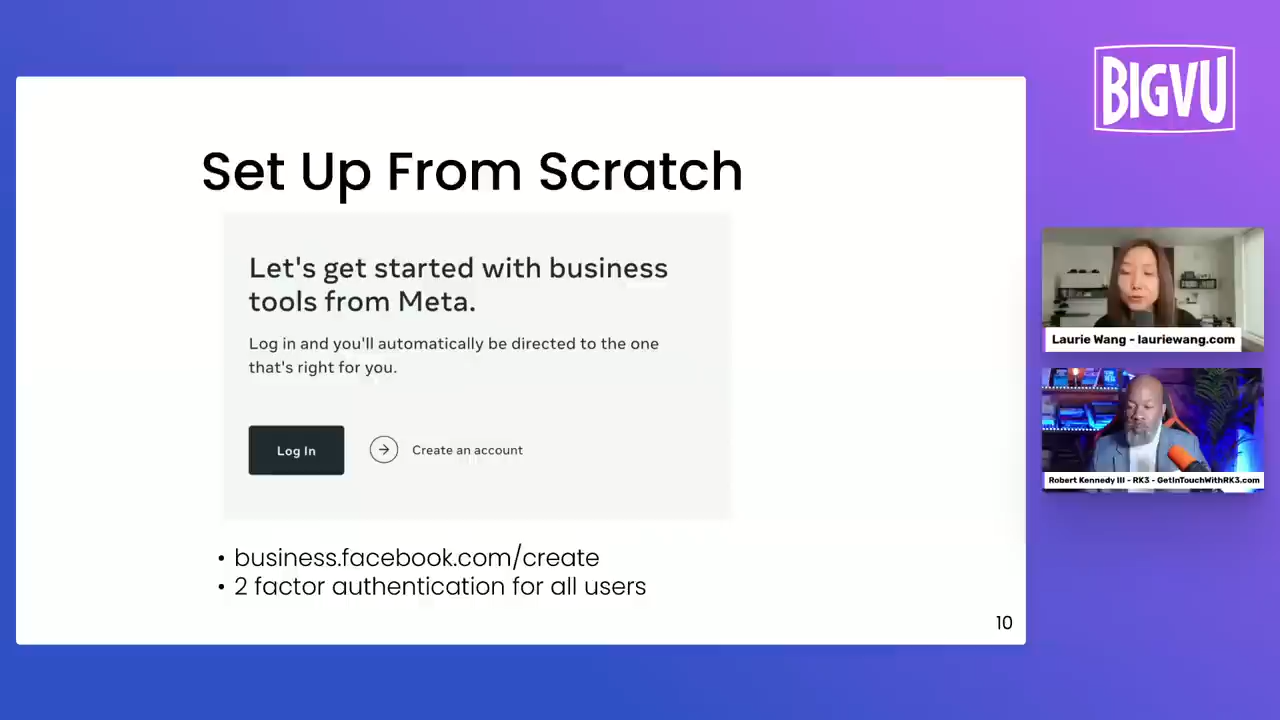 BIGVU
Set Up From Scratch
Let's get started with business
tools from Meta.
Log in and you'll automatically be directed to the one
that's right for you.
Log In
Create an account
• business.facebook.com/create
• 2 factor authentication for all users
10
Laurie Wang - lauriewang.com
Robert Kennedy III - RK3 - GetInTouchWithRK3.com